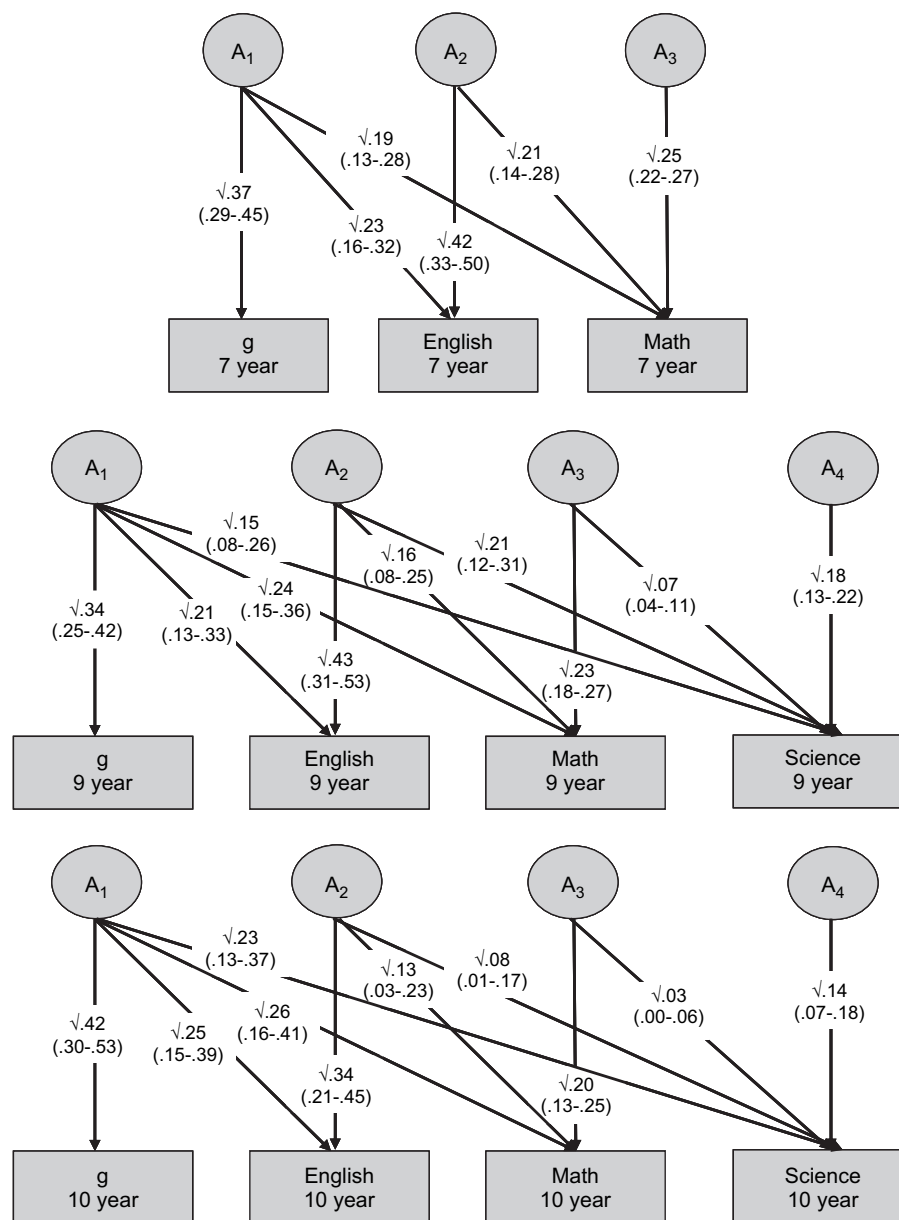 A₁
A₂
A₃
√.19
(.13-.28)
√.21
(.14-.28)
√.25
(.22-.27)
√.37
(.29-.45)
√.23
(.16-.32)
√.42
(.33-.50)
g
7 year
English
7 year
Math
7 year
A₁
A₂
A₃
A₄
√.15
(.08-.26)
√.16
(.08-.25)
√.21
(.12-.31)
√.07
(.04-.11)
√.18
(.13-.22)
√.34
(.25-.42)
√.21
(.13-.33)
√.24
(.15-.36)
√.43
(.31-.53)
√.23
(.18-.27)
g
9 year
English
9 year
Math
9 year
Science
9 year
A₁
A₂
A₃
A₄
√.23
(.13-.37)
√.13
(.03-.23)
√.08
(.01-.17)
√.03
(.00-.06)
√.14
(.07-.18)
√.42
(.30-.53)
√.25
(.15-.39)
√.26
(.16-.41)
√.34
(.21-.45)
√.20
(.13-.25)
g
10 year
English
10 year
Math
10 year
Science
10 year